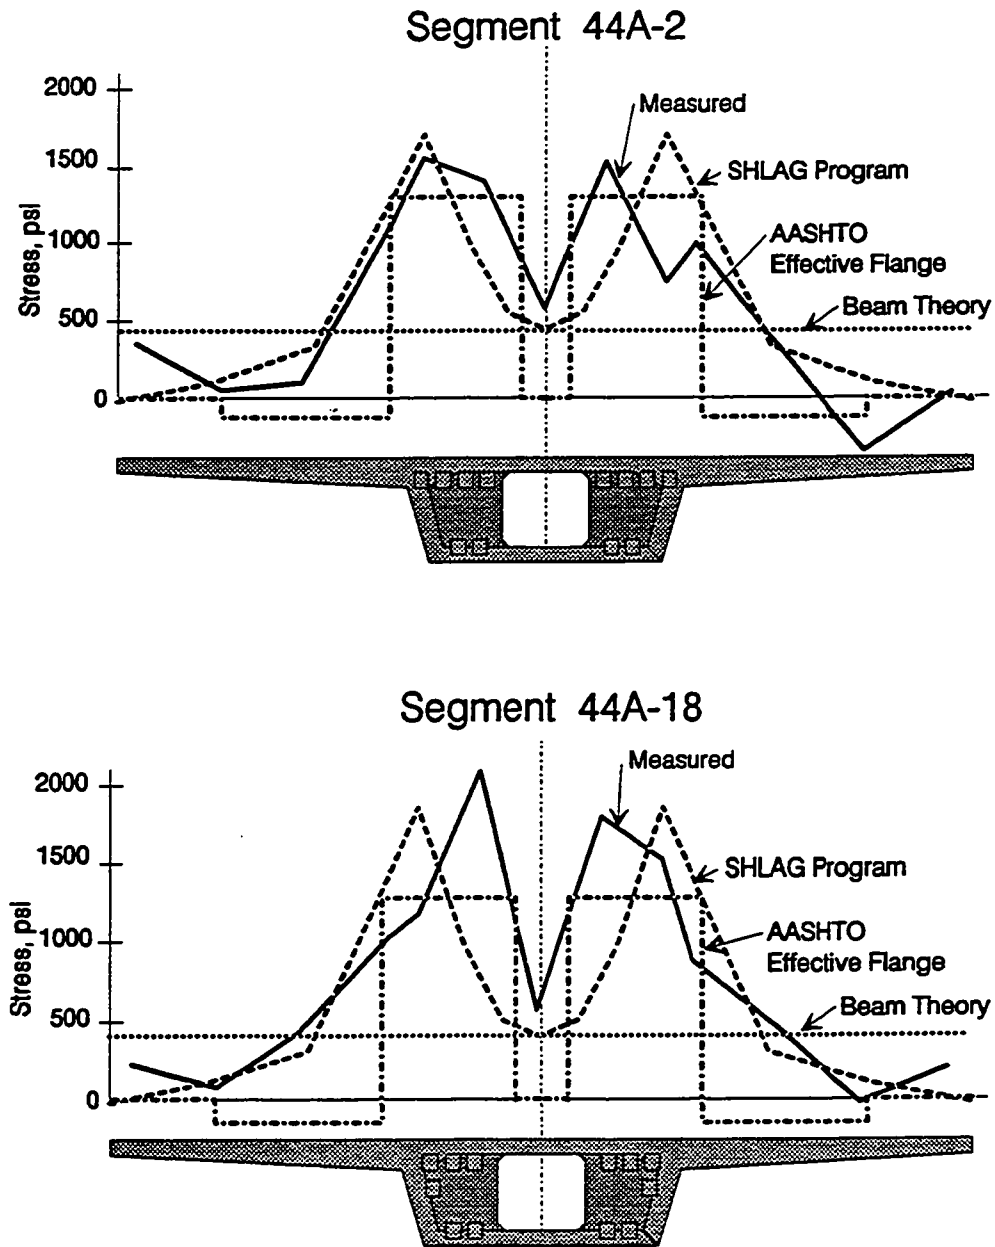 Segment 44A-2
2000
1500
1000
500
0
Stress, psi
Measured
SHLAG Program
AASHTO
Effective Flange
Beam Theory
Segment 44A-18
2000
1500
1000
500
0
Stress, psi
Measured
SHLAG Program
AASHTO
Effective Flange
Beam Theory